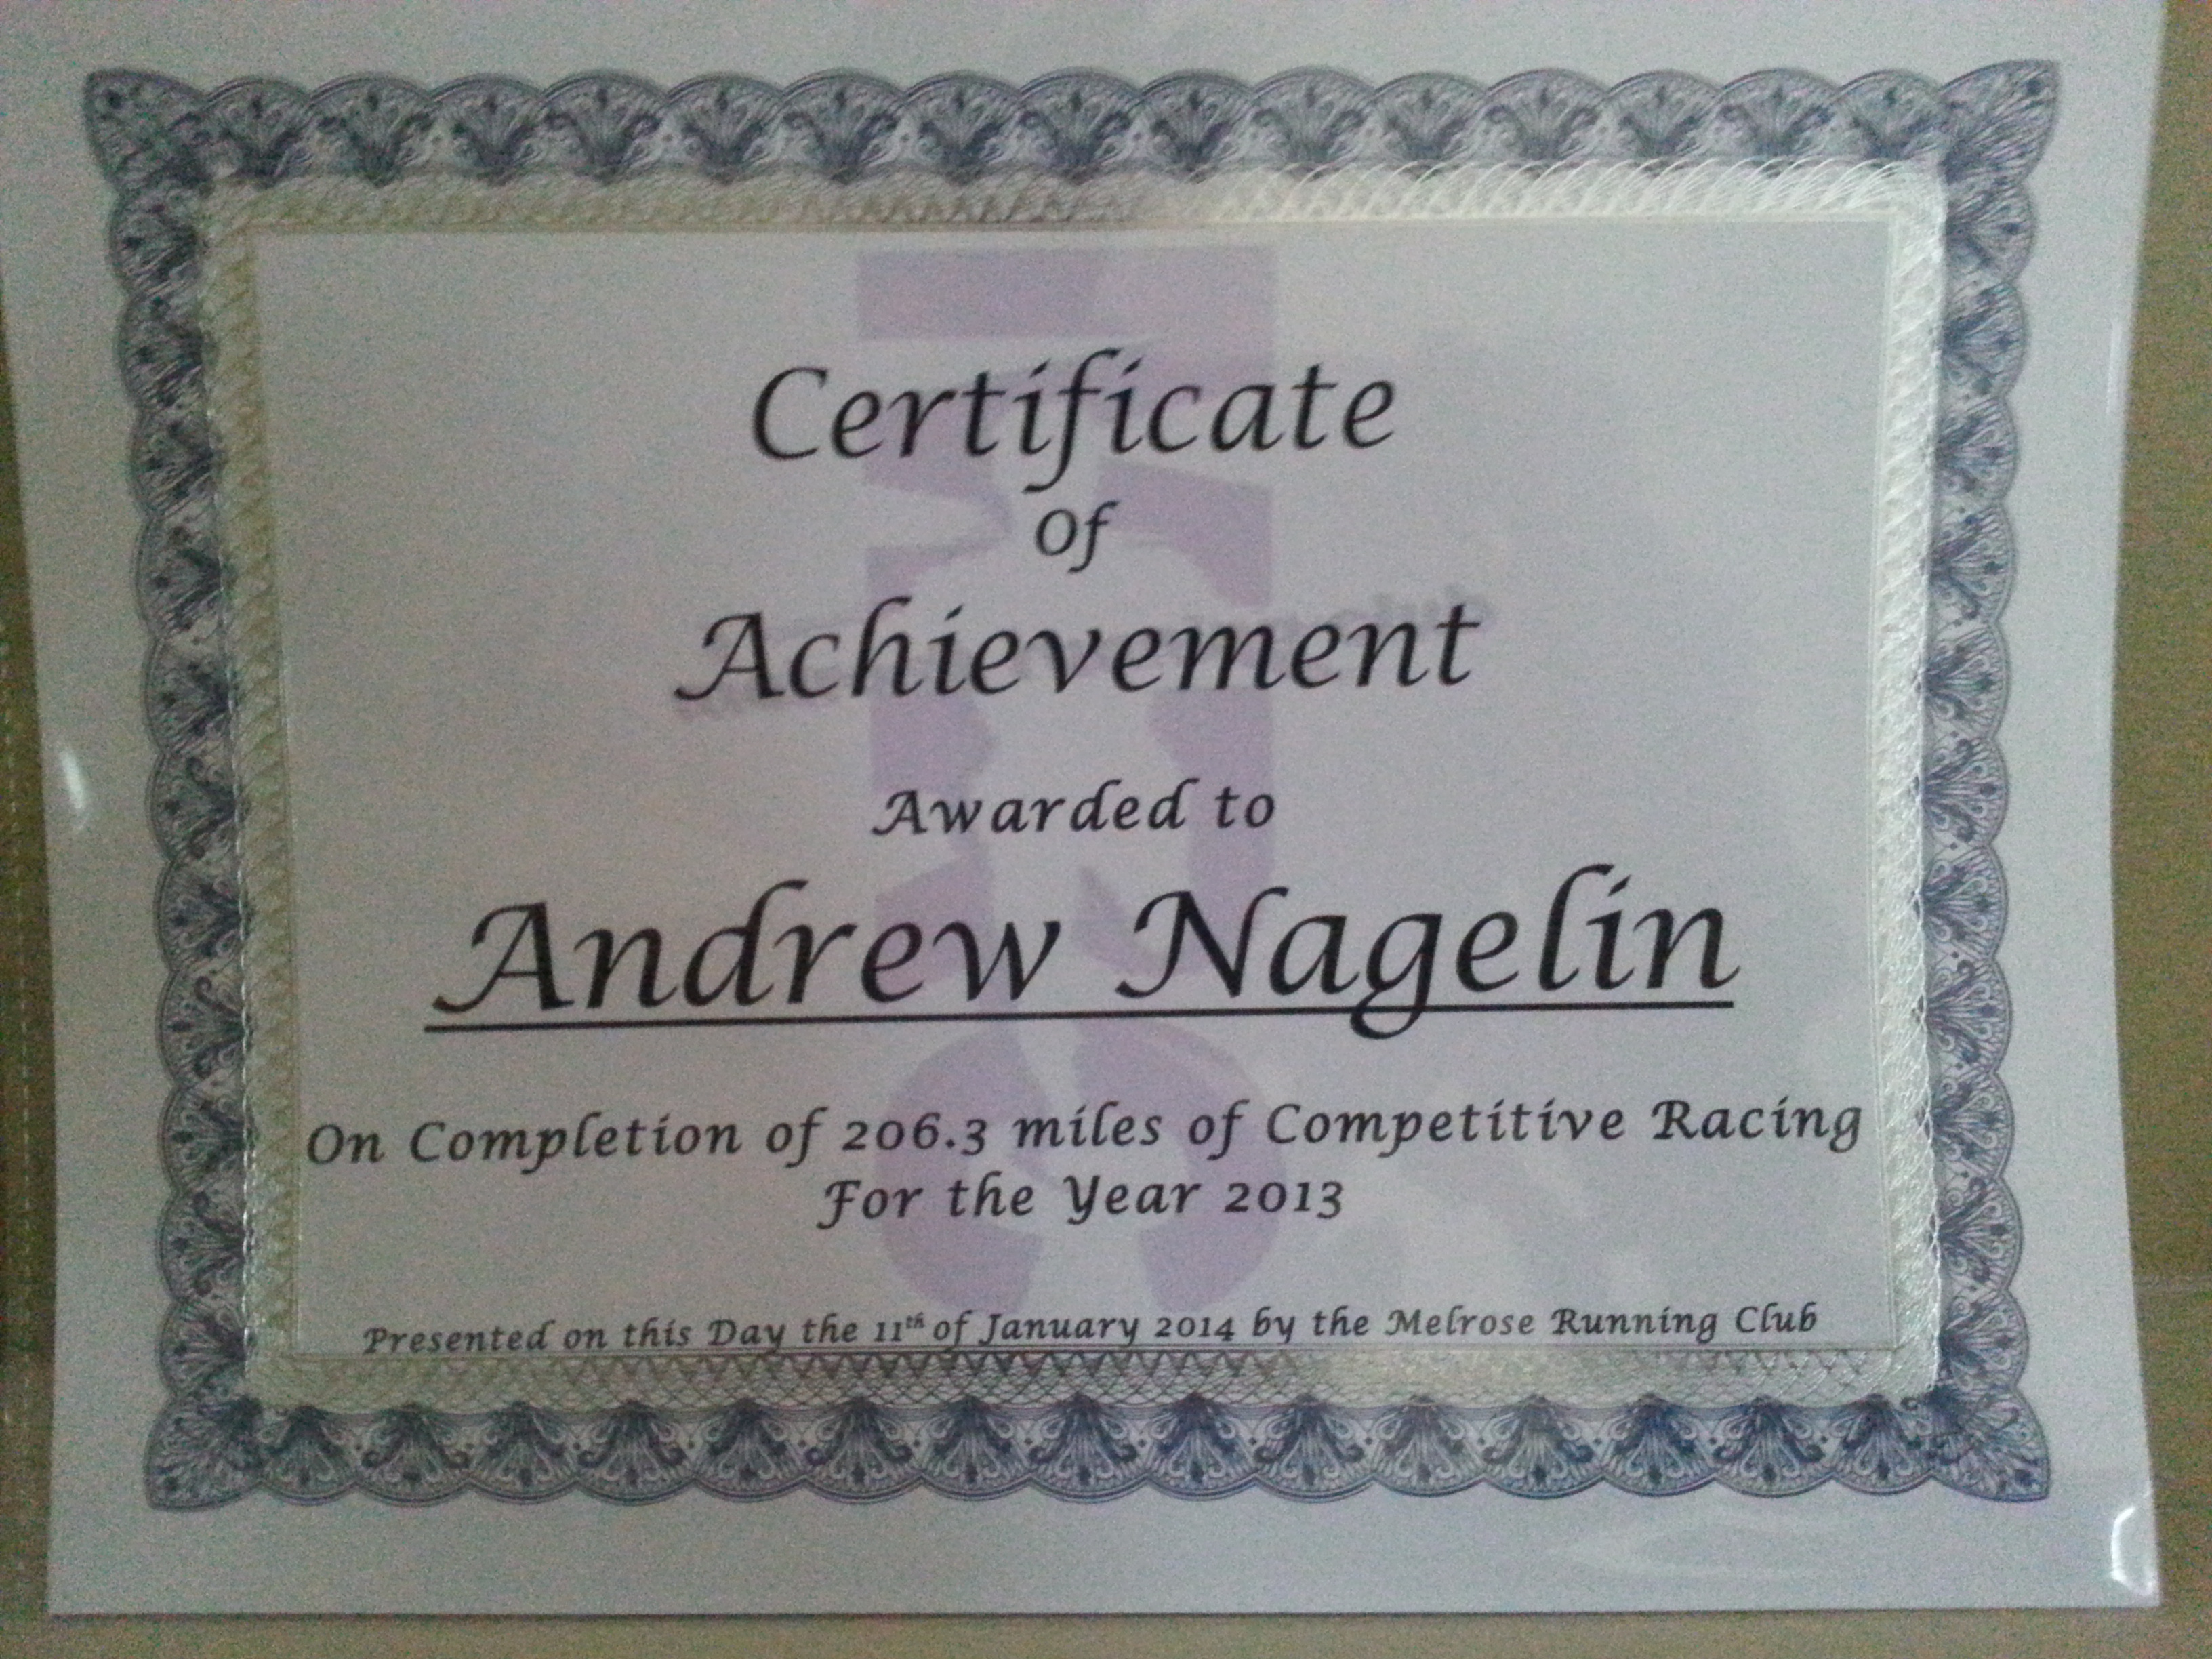 Certificate
Of
Achievement
Awarded to
Andrew Nagelin
On Completion of 206.3 miles of Competitive Racing
For the Year 2013
Presented on this Day the 11th of January 2014 by the Melrose Running Club